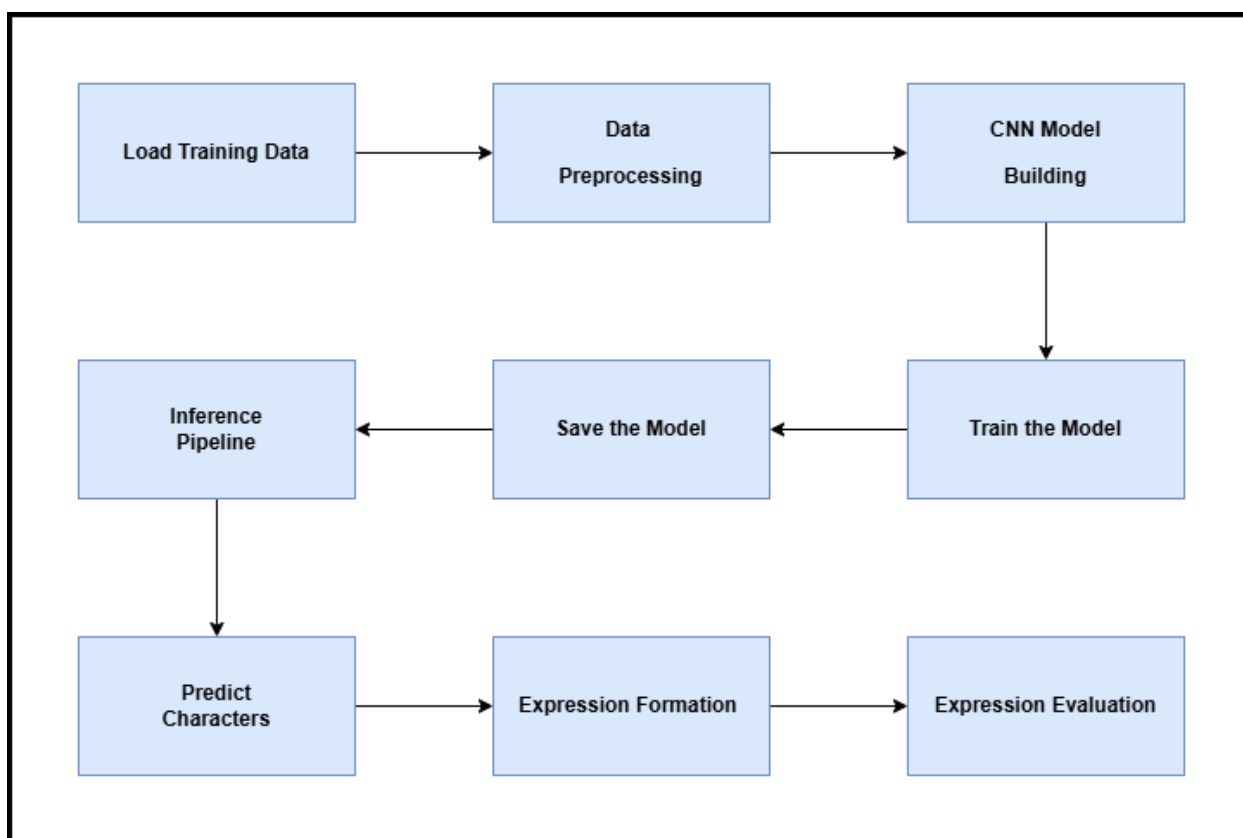 Load Training Data
Data
Preprocessing
CNN Model
Building
Inference
Pipeline
Save the Model
Train the Model
Predict
Characters
Expression Formation
Expression Evaluation